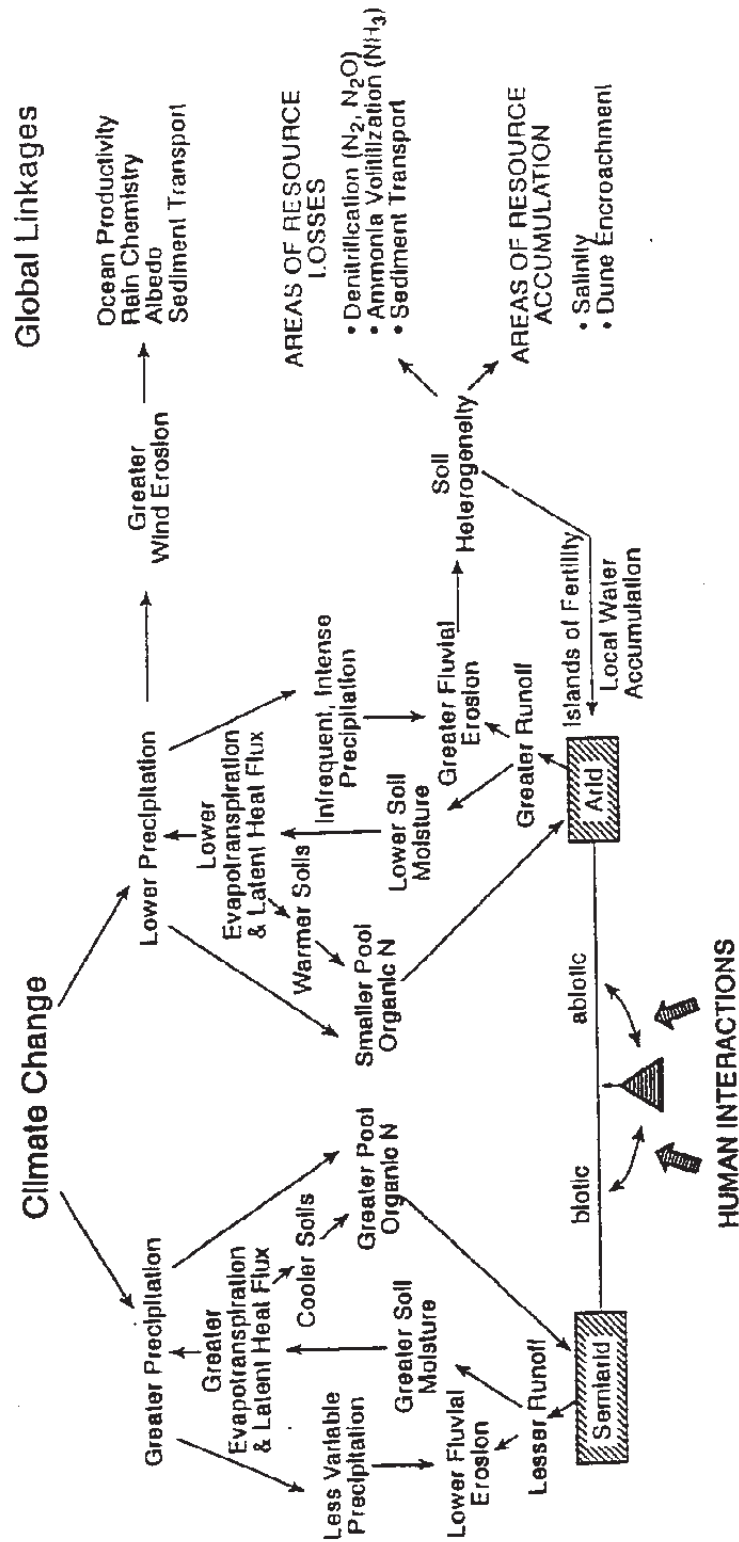 Climate Change
Global Linkages
Greater Precipitation
Lower Precipitation
Greater
Wind Erosion
Ocean Productivity
Rain Chemistry
Albedo
Sediment Transport
Greater
Evapotranspiration
& Latent Heat Flux
Cooler Soils
Lower
Evapotranspiration
& Latent Heat Flux
Warmer Soils
Less Variable
Precipitation
Greater Soil
Moisture
Greater Pool
Organic N
Smaller Pool
Organic N
Lower Soil
Moisture
Infrequent, Intense
Precipitation
Lower Fluvial
Erosion
Lesser Runoff
Greater Fluvial
Erosion
Greater Runoff
Soil
Heterogeneity
AREAS OF RESOURCE
LOSSES
• Denitrification (N₂, N₂O)
• Ammonia Volitilization (NH₃)
• Sediment Transport
AREAS OF RESOURCE
ACCUMULATION
• Salinity
• Dune Encroachment
Islands of Fertility
Local Water
Accumulation
Semiarid
biotic
abiotic
Arid
HUMAN INTERACTIONS